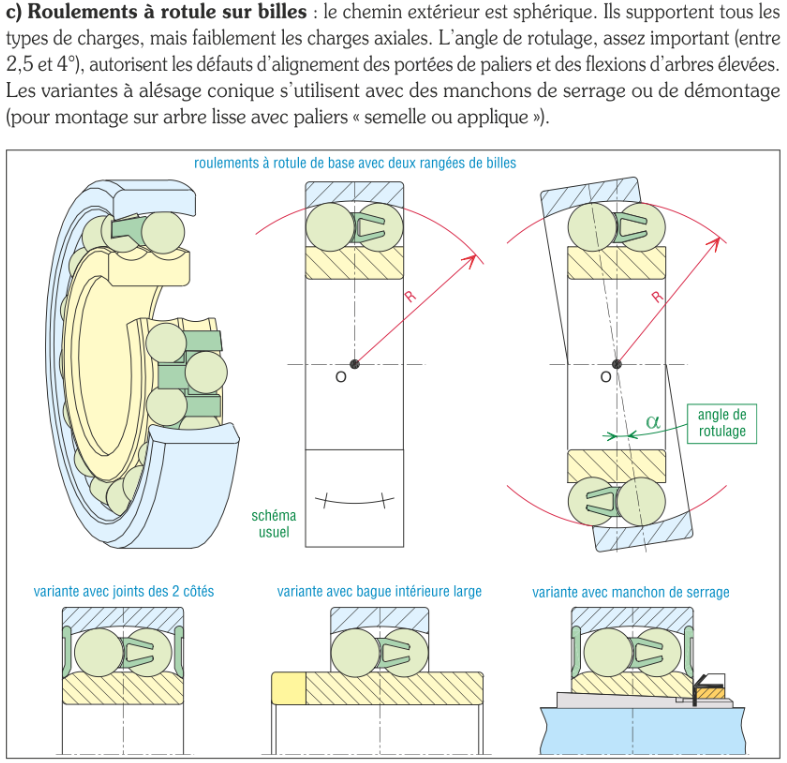 c) Roulements à rotule sur billes : le chemin extérieur est sphérique. Ils supportent tous les
types de charges, mais faiblement les charges axiales. L'angle de rotulage, assez important (entre
2,5 et 4°), autorisent les défauts d'alignement des portées de paliers et des flexions d'arbres élevées.
Les variantes à alésage conique s'utilisent avec des manchons de serrage ou de démontage
(pour montage sur arbre lisse avec paliers « semelle ou applique »).
roulements à rotule de base avec deux rangées de billes
R
R
O
O
α
angle de
rotulage
schéma
usuel
variante avec joints des 2 côtés
variante avec bague intérieure large
variante avec manchon de serrage